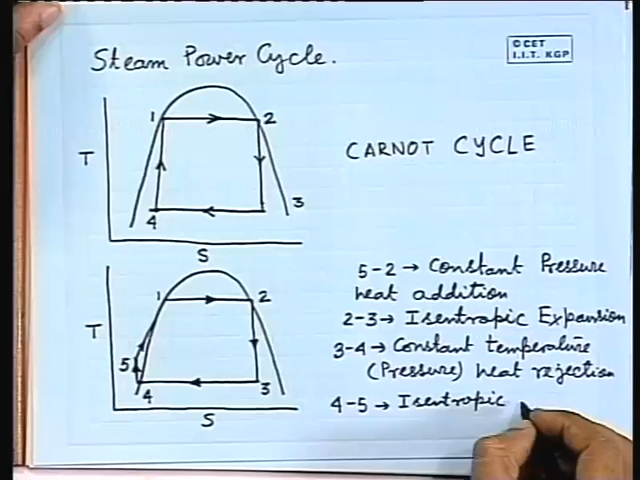 Steam Power Cycle.
© CET
I.I.T. KGP
1
2
T
CARNOT CYCLE
3
4
S
5-2 → Constant Pressure
heat addition
1
2
2-3 → Isentropic Expansion
T
3-4 → Constant temperature
5
(Pressure) heat rejection
4
3
4-5 → Isentropic
S